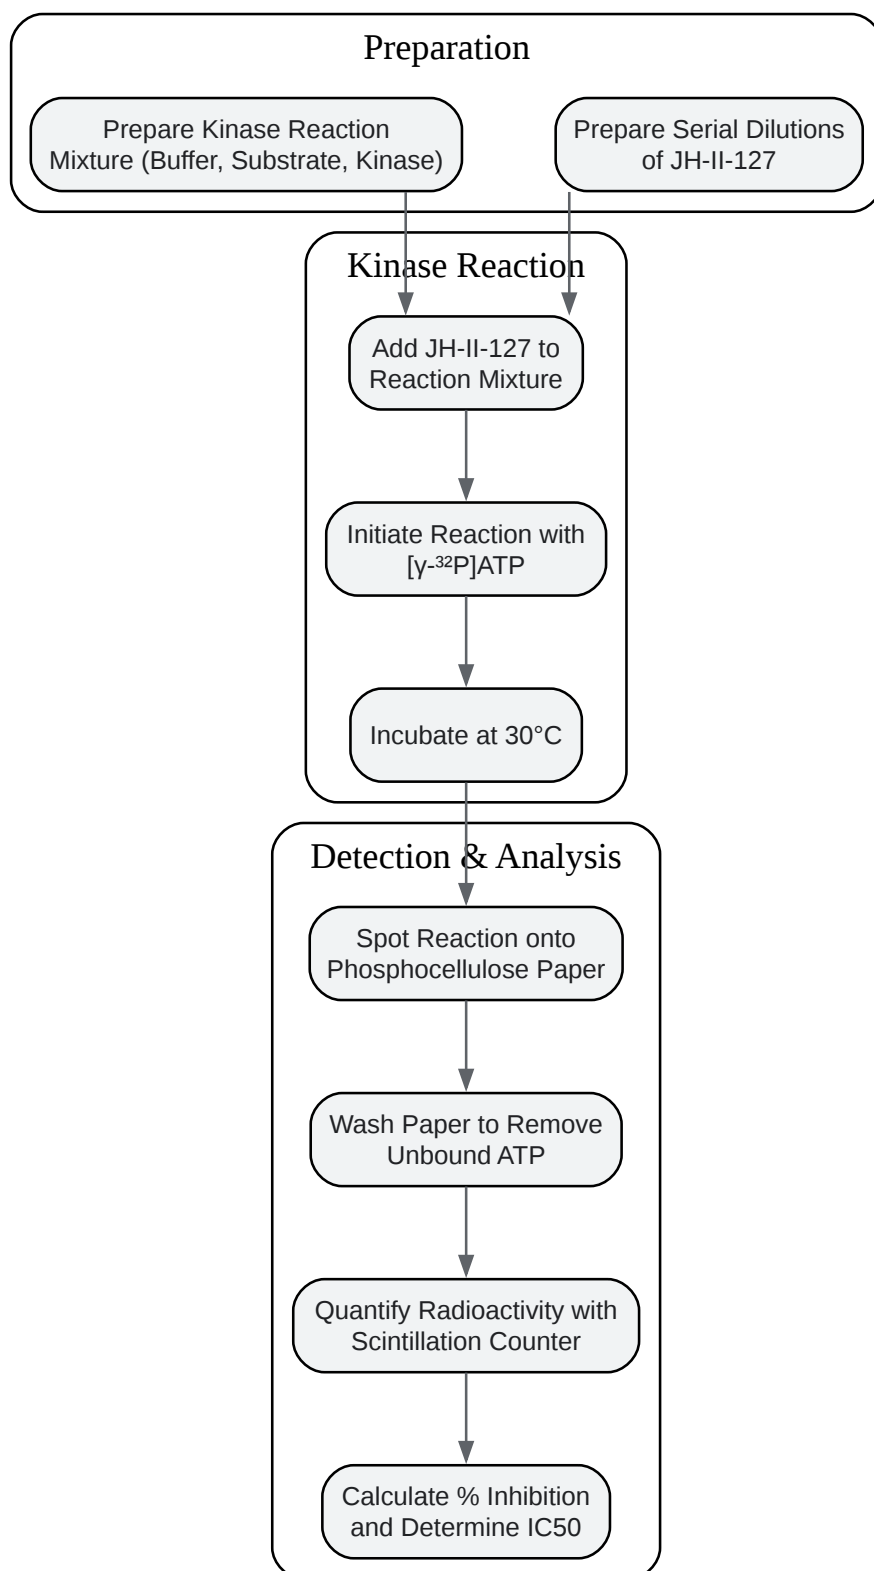 Preparation
Prepare Kinase Reaction
Mixture (Buffer, Substrate, Kinase)
Prepare Serial Dilutions
of JH-II-127
Kinase Reaction
Add JH-II-127 to
Reaction Mixture
Initiate Reaction with
[γ-³²P]ATP
Incubate at 30°C
Detection & Analysis
Spot Reaction onto
Phosphocellulose Paper
Wash Paper to Remove
Unbound ATP
Quantify Radioactivity with
Scintillation Counter
Calculate % Inhibition
and Determine IC50